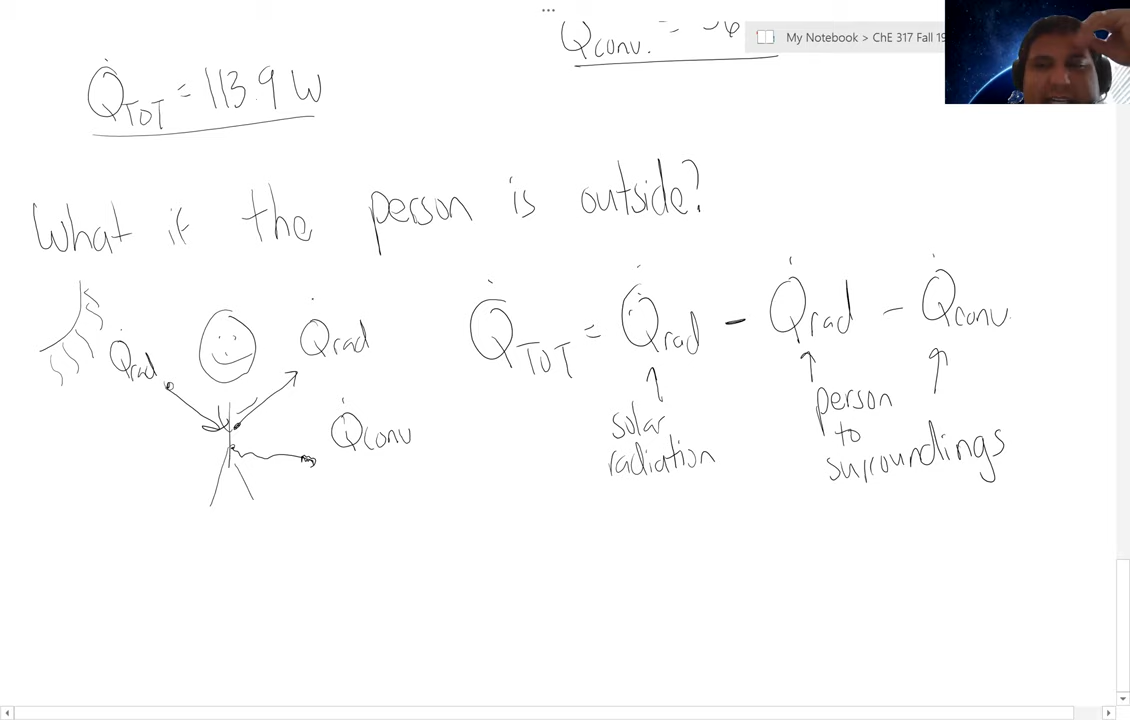 Q̇conv. =
My Notebook > ChE 317 Fall 19
Q̇TOT = 113.9 W
What if the person is outside?
Q̇rad
Q̇rad
Q̇conv
Q̇TOT = Q̇rad - Q̇rad - Q̇conv.
solar
radiation
person
to
surroundings